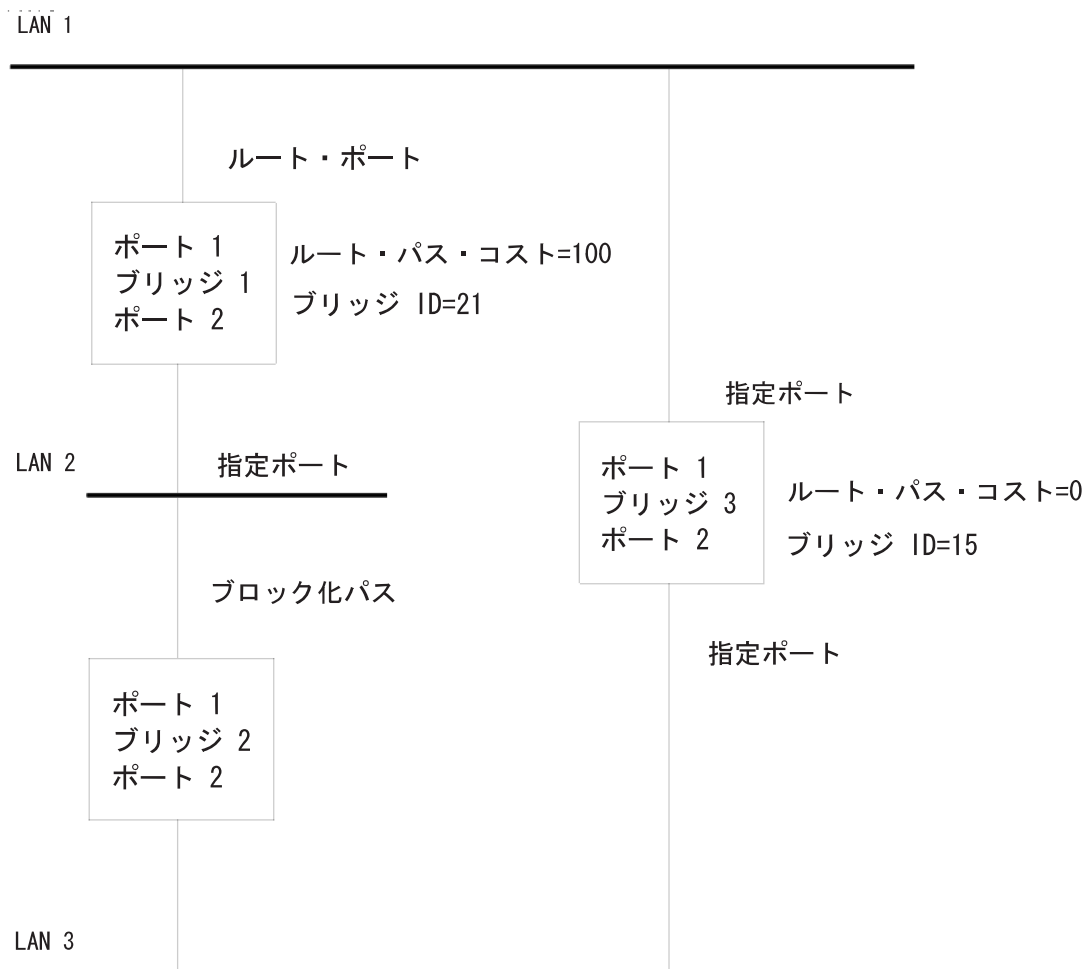 LAN 1
ルート・ポート
ポート 1
ブリッジ 1
ポート 2
ルート・パス・コスト=100
ブリッジ ID=21
指定ポート
LAN 2
指定ポート
ポート 1
ブリッジ 3
ポート 2
ルート・パス・コスト=0
ブリッジ ID=15
ブロック化パス
指定ポート
ポート 1
ブリッジ 2
ポート 2
LAN 3